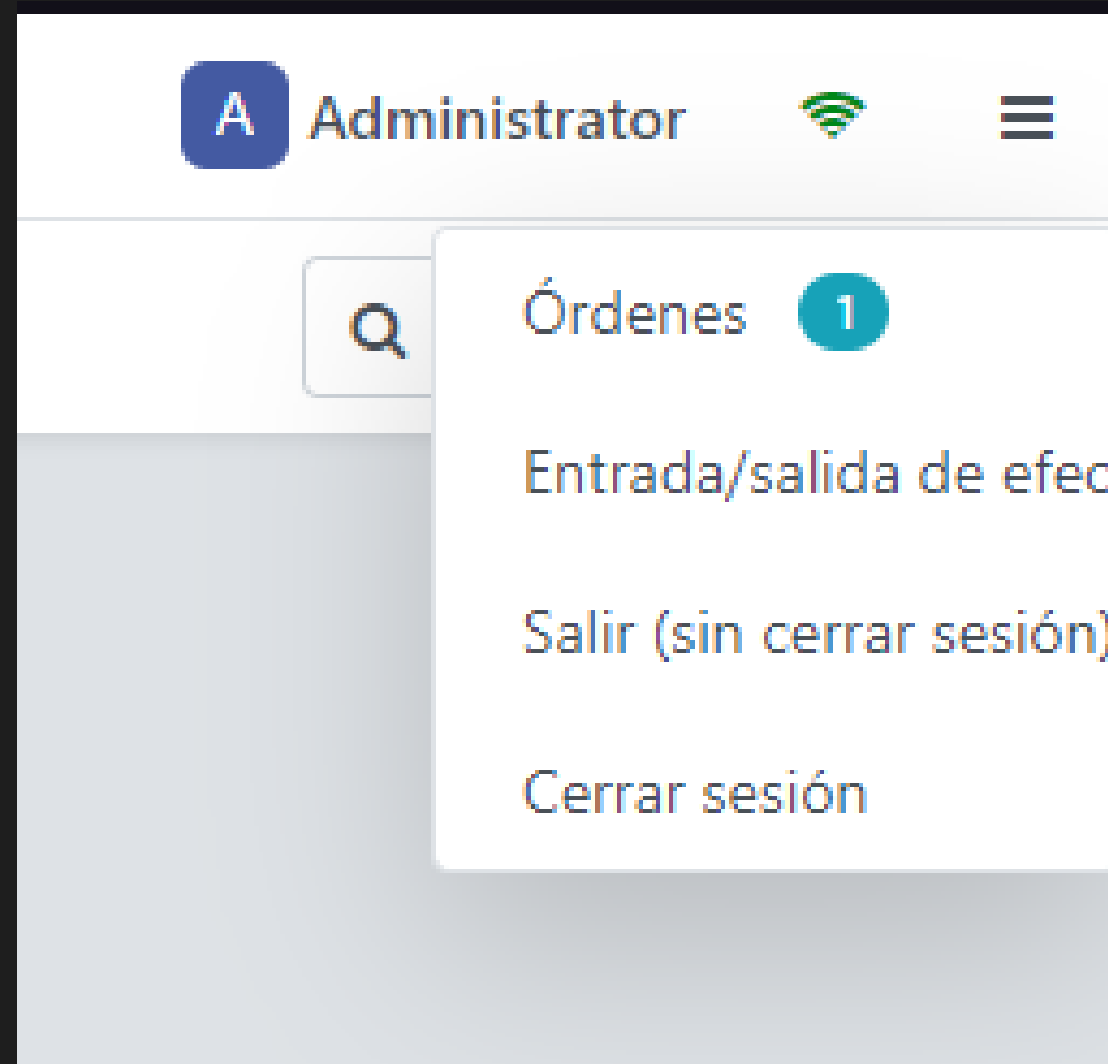 A Administrator
Órdenes 1
Entrada/salida de efec
Salir (sin cerrar sesión)
Cerrar sesión